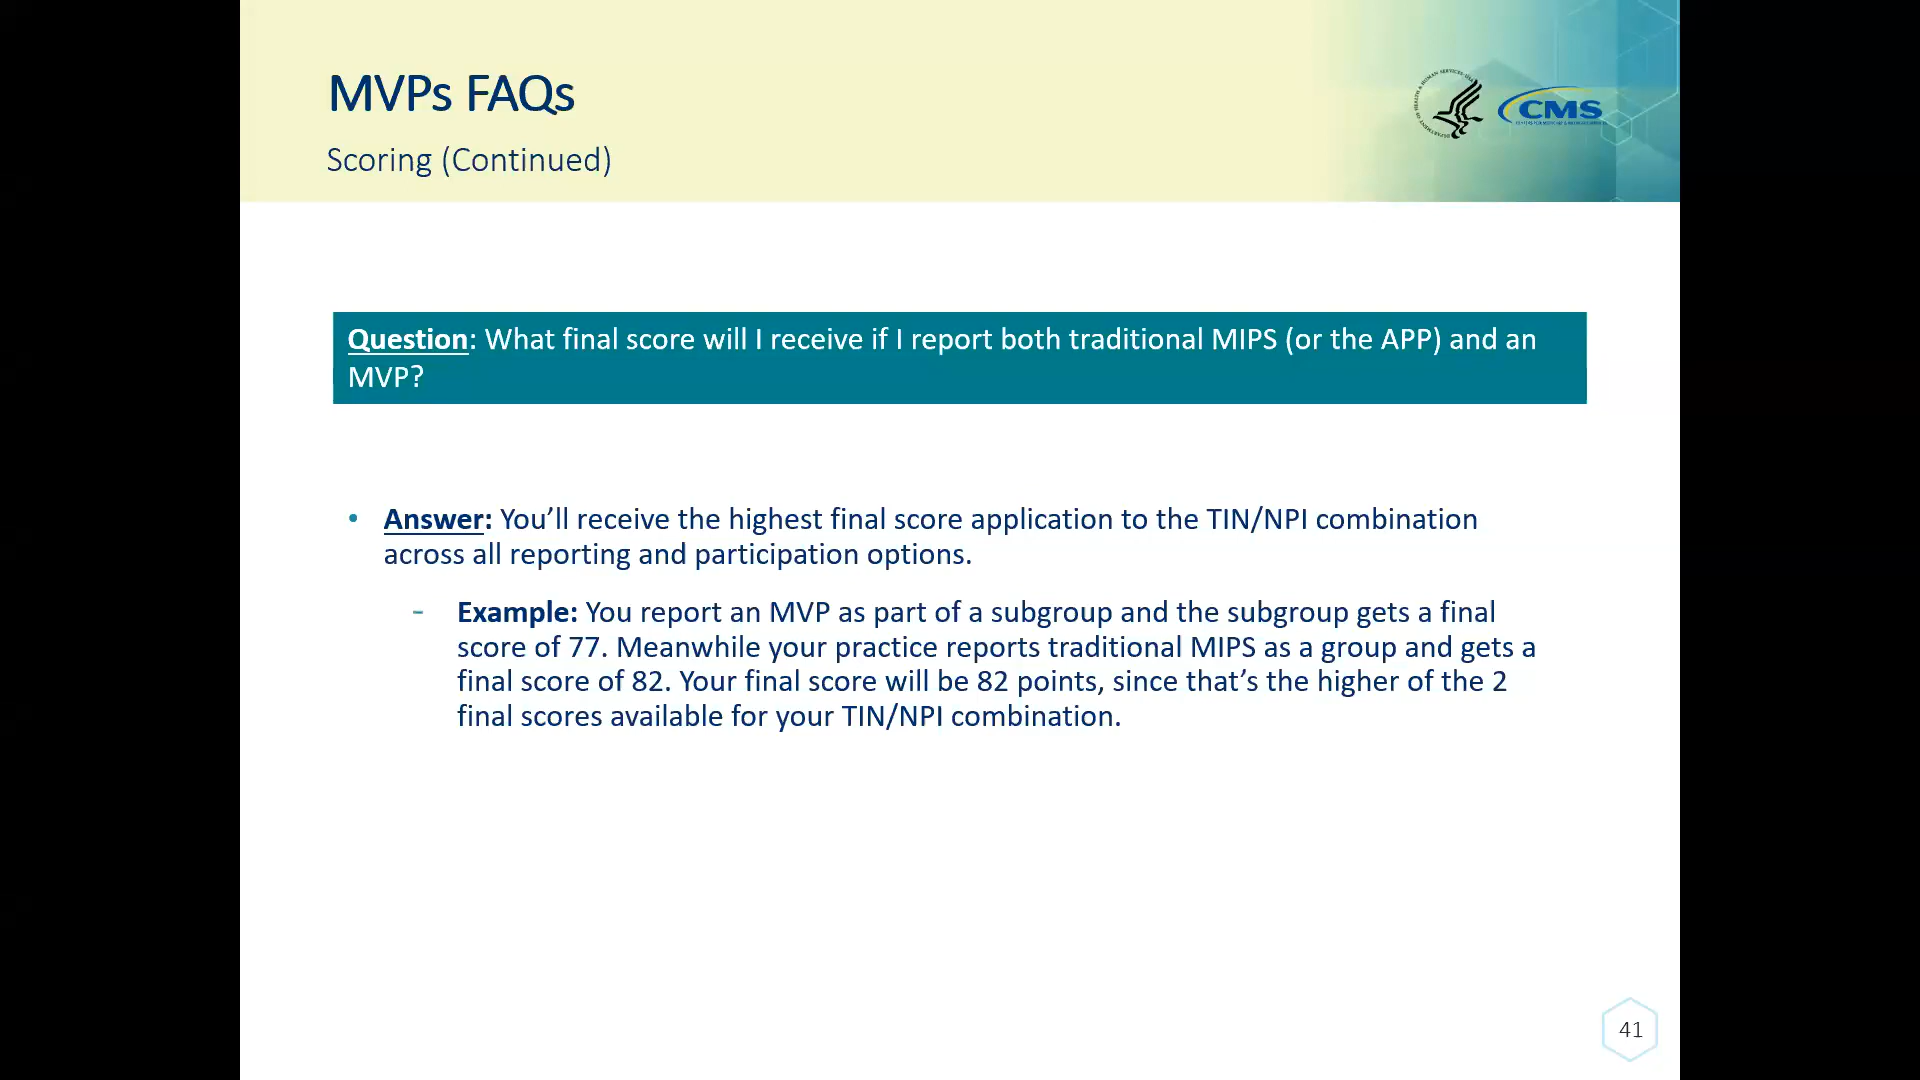 MVPs FAQs
Scoring (Continued)
CMS
Question: What final score will I receive if I report both traditional MIPS (or the APP) and an
MVP?
• Answer: You’ll receive the highest final score application to the TIN/NPI combination
across all reporting and participation options.
- Example: You report an MVP as part of a subgroup and the subgroup gets a final
score of 77. Meanwhile your practice reports traditional MIPS as a group and gets a
final score of 82. Your final score will be 82 points, since that’s the higher of the 2
final scores available for your TIN/NPI combination.
41